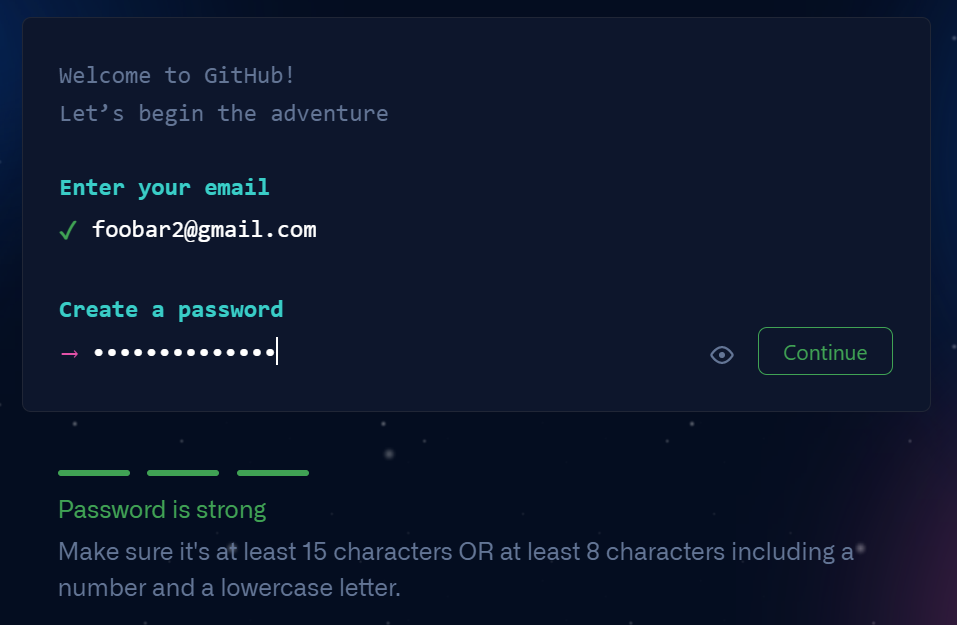 Welcome to GitHub!
Let’s begin the adventure
Enter your email
✓ foobar2@gmail.com
Create a password
→ ••••••••••••••
Continue
Password is strong
Make sure it's at least 15 characters OR at least 8 characters including a
number and a lowercase letter.